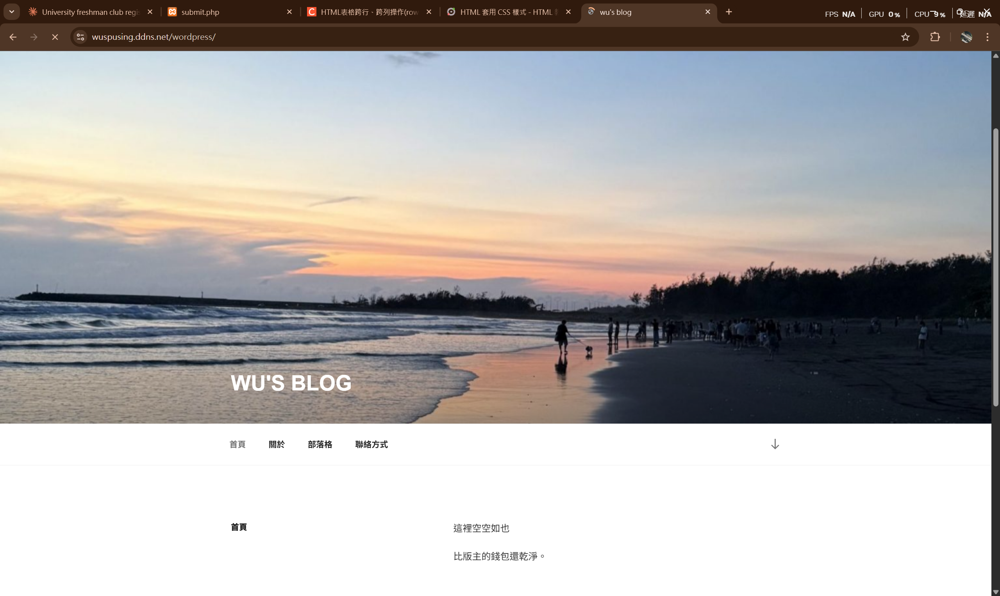 University freshman club regis
submit.php
HTML表格跨行、跨列操作(row
HTML 套用 CSS 樣式 - HTML 教
wu's blog
FPS N/A
GPU 0 %
CPU 9 %
延遲 N/A
wuspusing.ddns.net/wordpress/
WU'S BLOG
首頁 關於 部落格 聯絡方式
首頁
這裡空空如也
比版主的錢包還乾淨。